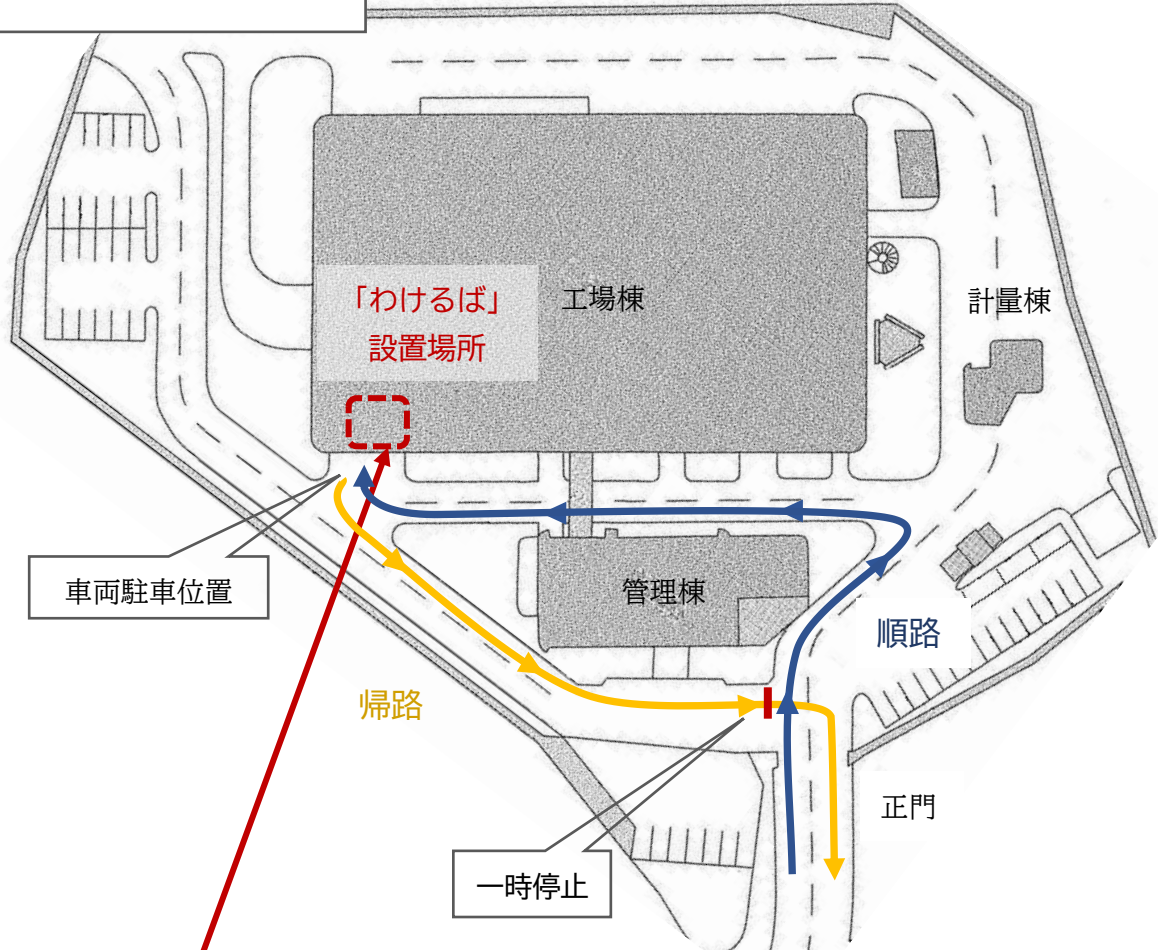 「わけるば」
設置場所
工場棟
計量棟
車両駐車位置
管理棟
順路
帰路
正門
一時停止